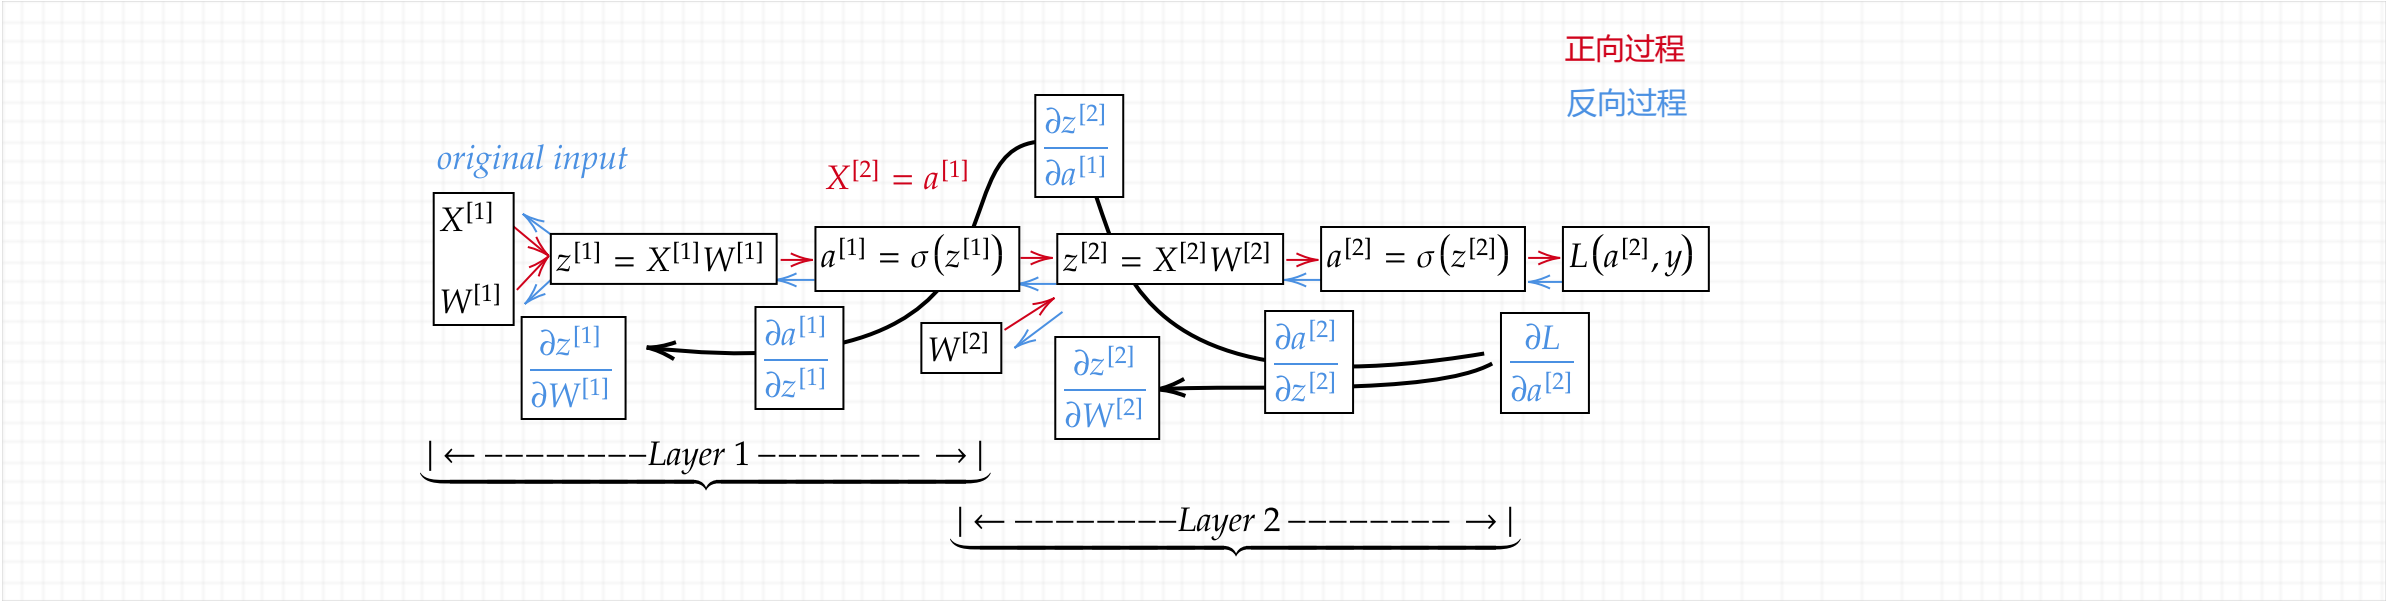 正向过程
反向过程
∂z^[2]
∂a^[1]
original input
X^[2] = a^[1]
X^[1]
W^[1]
z^[1] = X^[1]W^[1]
a^[1] = σ(z^[1])
z^[2] = X^[2]W^[2]
a^[2] = σ(z^[2])
L(a^[2], y)
W^[2]
∂z^[1]
∂W^[1]
∂a^[1]
∂z^[1]
∂z^[2]
∂W^[2]
∂a^[2]
∂z^[2]
∂L
∂a^[2]
|← −−−−−−−−Layer 1−−−−−−−− →|
|← −−−−−−−−Layer 2−−−−−−−− →|